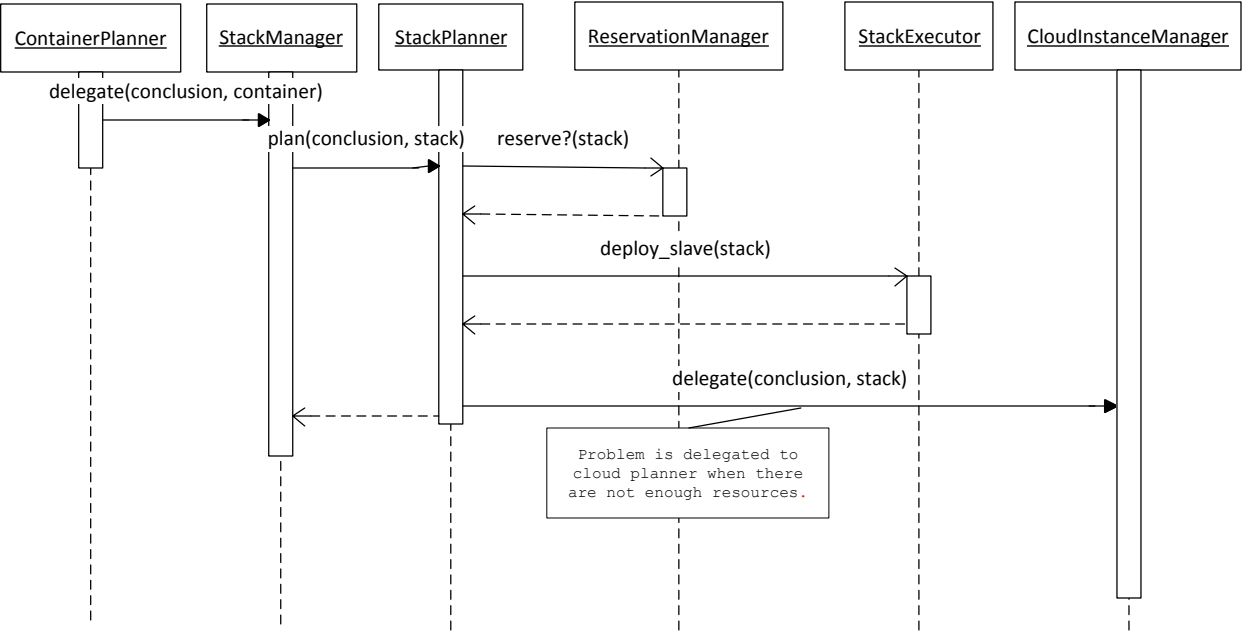 ContainerPlanner
StackManager
StackPlanner
ReservationManager
StackExecutor
CloudInstanceManager
delegate(conclusion, container)
plan(conclusion, stack)
reserve?(stack)
deploy_slave(stack)
delegate(conclusion, stack)
Problem is delegated to
cloud planner when there
are not enough resources.